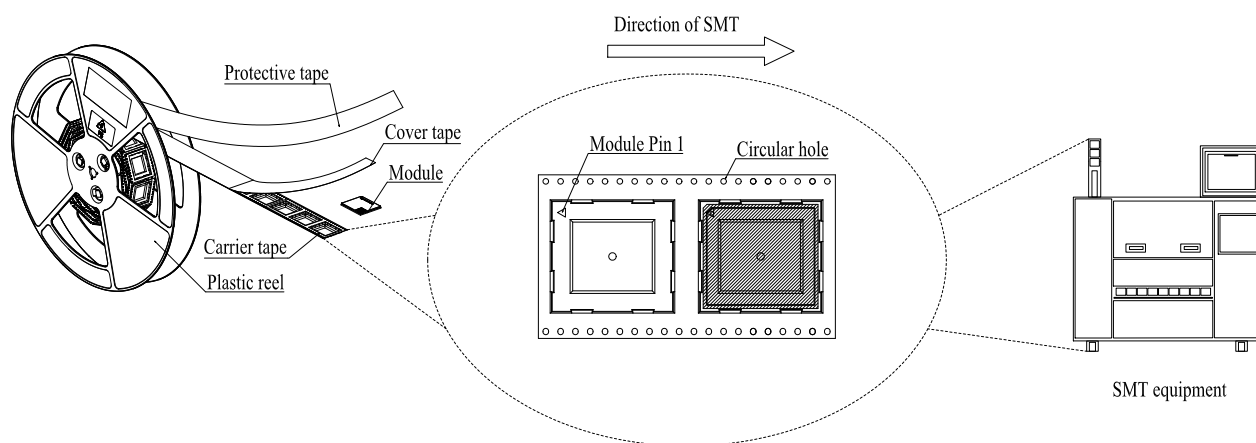 Direction of SMT
Protective tape
Cover tape
Module
Module Pin 1
Circular hole
Carrier tape
Plastic reel
SMT equipment